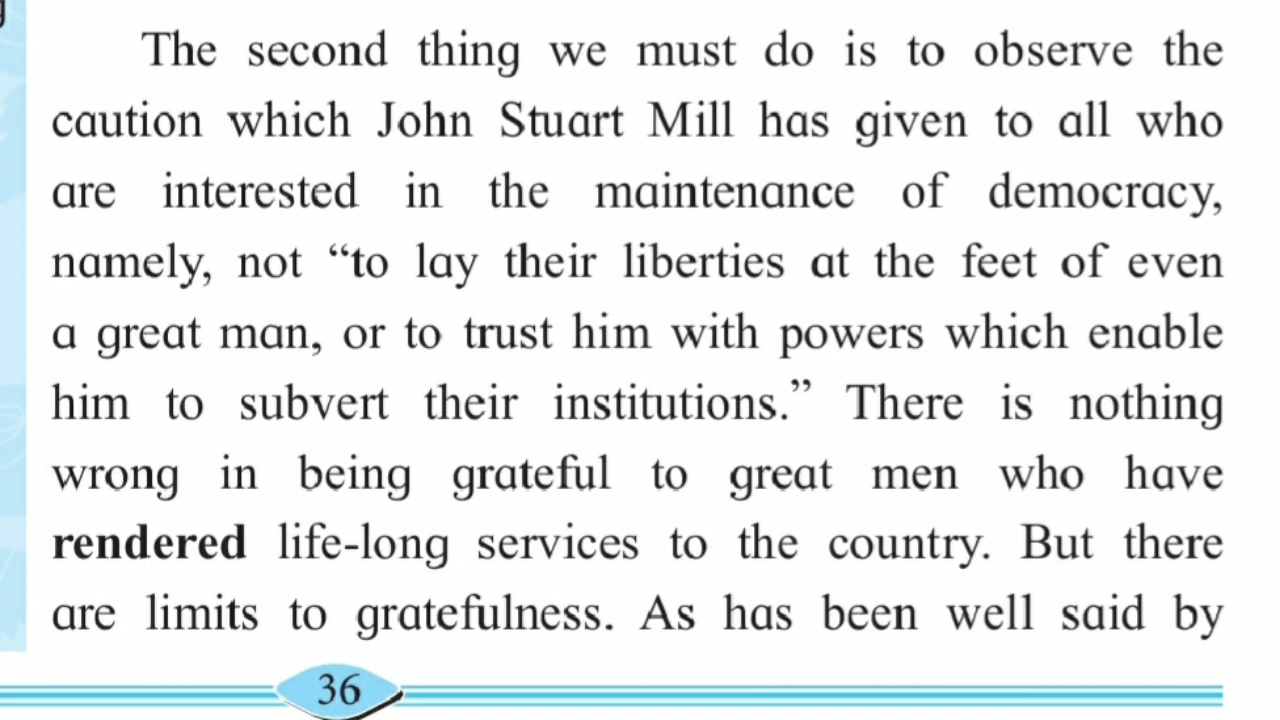 The second thing we must do is to observe the
caution which John Stuart Mill has given to all who
are interested in the maintenance of democracy,
namely, not “to lay their liberties at the feet of even
a great man, or to trust him with powers which enable
him to subvert their institutions.” There is nothing
wrong in being grateful to great men who have
rendered life-long services to the country. But there
are limits to gratefulness. As has been well said by
36